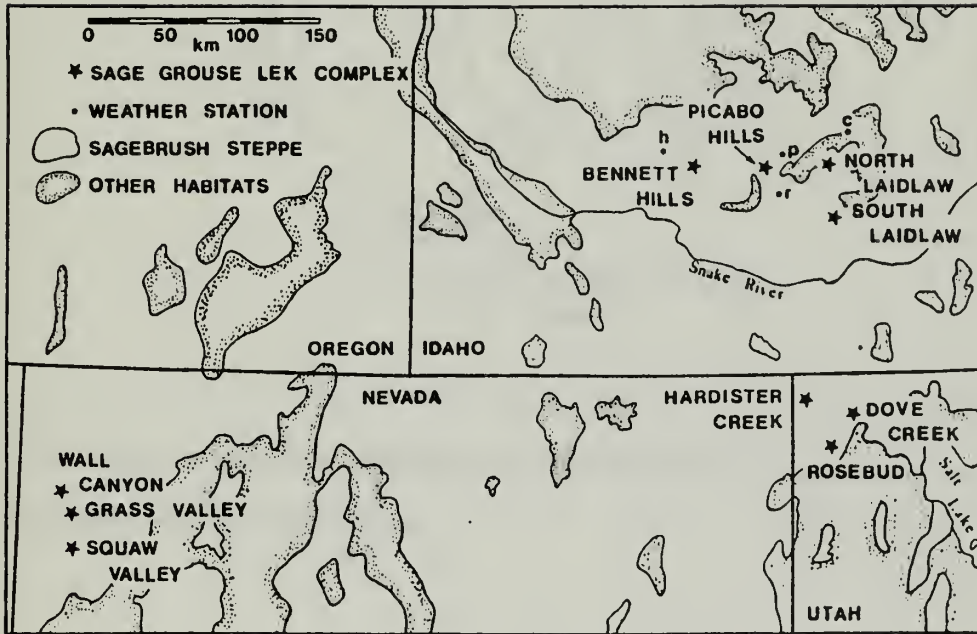 0 50 100 150
km
SAGE GROUSE LEK COMPLEX
WEATHER STATION
SAGEBRUSH STEPPE
OTHER HABITATS
PICABO
HILLS
h
p
c
r
BENNETT
HILLS
NORTH
LAIDLAW
SOUTH
LAIDLAW
Snake River
OREGON
IDAHO
NEVADA
HARDISTER
CREEK
DOVE
CREEK
ROSEBUD
Salt
Lake
WALL
CANYON
GRASS VALLEY
SQUAW
VALLEY
UTAH